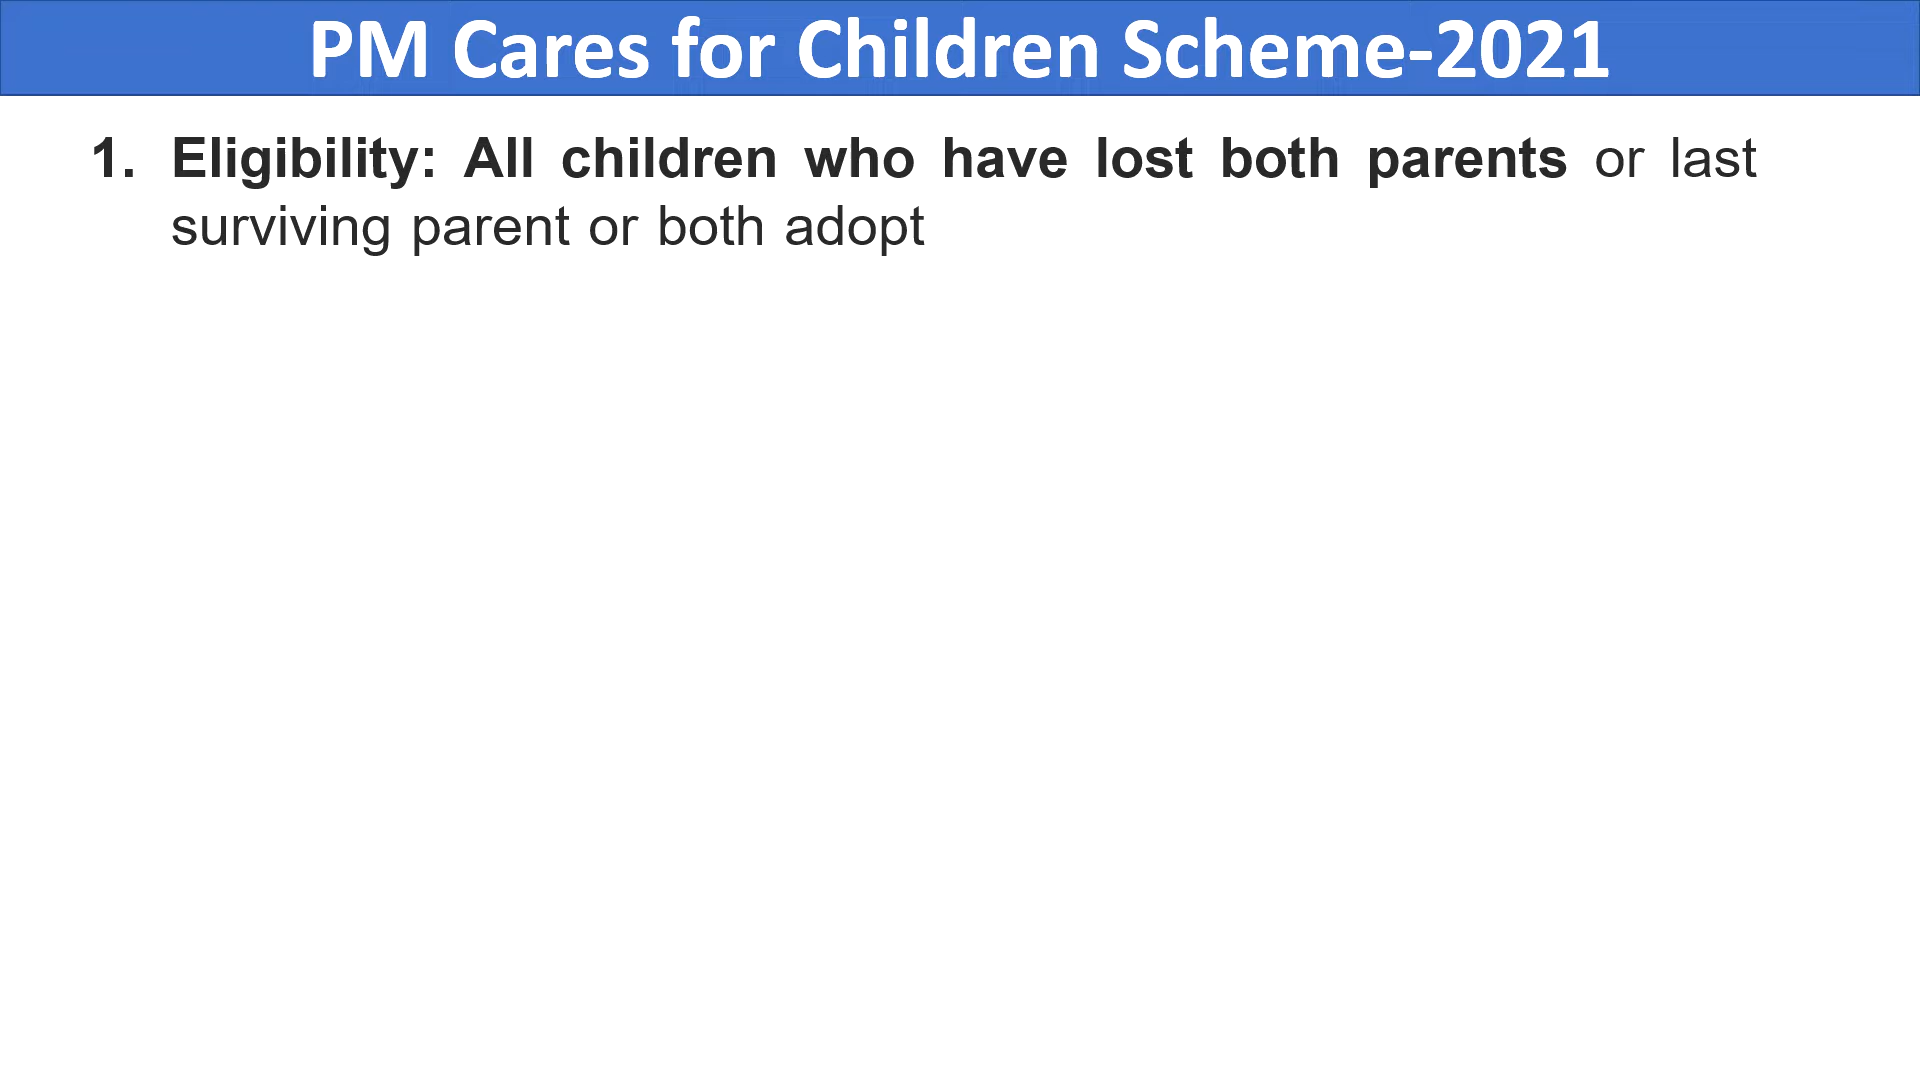 PM Cares for Children Scheme-2021
1. Eligibility: All children who have lost both parents or last
surviving parent or both adopt